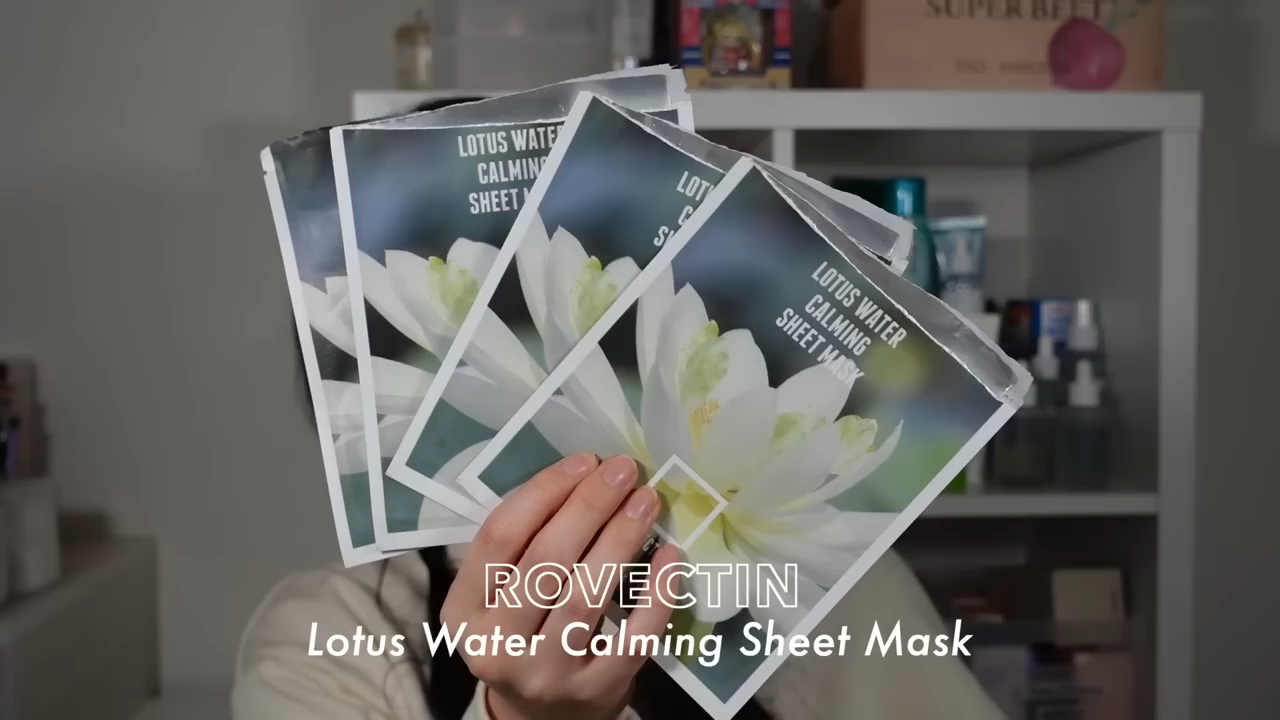 SUPER BEET
LOTUS WATER
CALMING
SHEET
LOTUS WATER
CALMING
SHEET MASK
ROVECTIN
Lotus Water Calming Sheet Mask